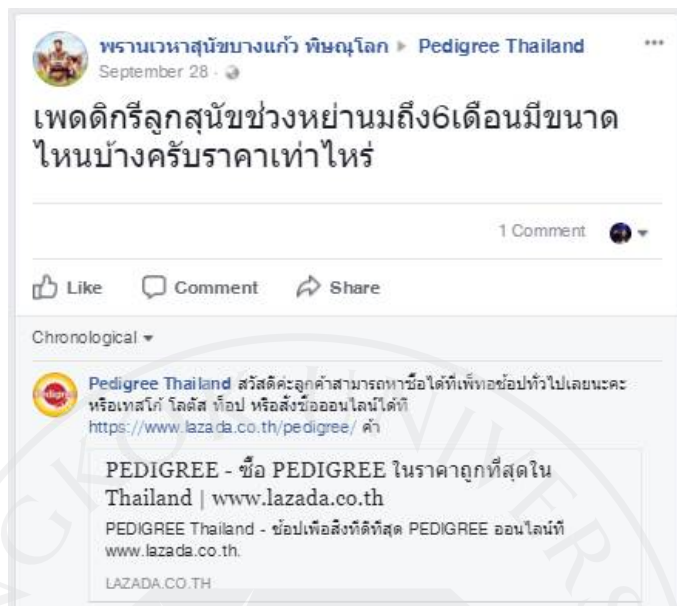 พรานเวหาสุนัขบางแก้ว พิษณุโลก ▸ Pedigree Thailand
September 28
เพดดิกรีลูกสุนัขช่วงหย่านมถึง6เดือนมีขนาด
ไหนบ้างครับราคาเท่าไหร่
1 Comment
Like Comment Share
Chronological
Pedigree Thailand สวัสดีค่ะลูกค้าสามารถหาซื้อได้ที่เพ็ทชอปทั่วไปเลยนะคะ
หรือเทสโก้ โลตัส ท็อป หรือสั่งซื้อออนไลน์ได้ที่
https://www.lazada.co.th/pedigree/ ค่า
PEDIGREE - ซื้อ PEDIGREE ในราคาถูกที่สุดใน
Thailand | www.lazada.co.th
PEDIGREE Thailand - ช้อปเพื่อสิ่งที่ดีที่สุด PEDIGREE ออนไลน์ที่
www.lazada.co.th.
LAZADA.CO.TH